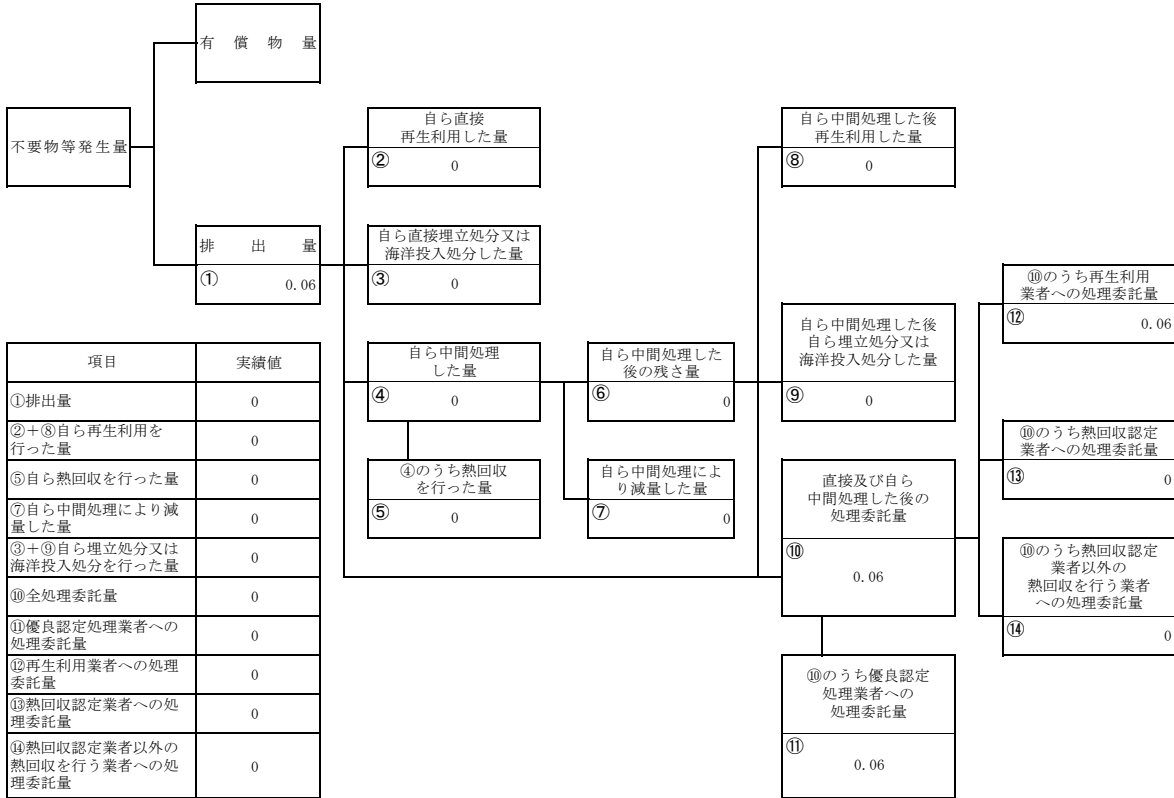 有償物量
不要物等発生量
排出量
① 0.06
自ら直接
再生利用した量
② 0
自ら直接埋立処分又は
海洋投入処分した量
③ 0
自ら中間処理
した量
④ 0
④のうち熱回収
を行った量
⑤ 0
自ら中間処理した
後の残さ量
⑥ 0
自ら中間処理によ
り減量した量
⑦ 0
自ら中間処理した後
再生利用した量
⑧ 0
自ら中間処理した後
自ら埋立処分又は
海洋投入処分した量
⑨ 0
直接及び自ら
中間処理した後の
処理委託量
⑩
0.06
⑩のうち優良認定
処理業者への
処理委託量
⑪
0.06
⑩のうち再生利用
業者への処理委託量
⑫ 0.06
⑩のうち熱回収認定
業者への処理委託量
⑬ 0
⑩のうち熱回収認定
業者以外の
熱回収を行う業者
への処理委託量
⑭ 0
項目 実績値
①排出量 0
②+⑧自ら再生利用を
行った量 0
⑤自ら熱回収を行った量 0
⑦自ら中間処理により減
量した量 0
③+⑨自ら埋立処分又は
海洋投入処分を行った量 0
⑩全処理委託量 0
⑪優良認定処理業者への
処理委託量 0
⑫再生利用業者への処理
委託量 0
⑬熱回収認定業者への処
理委託量 0
⑭熱回収認定業者以外の
熱回収を行う業者への処
理委託量 0